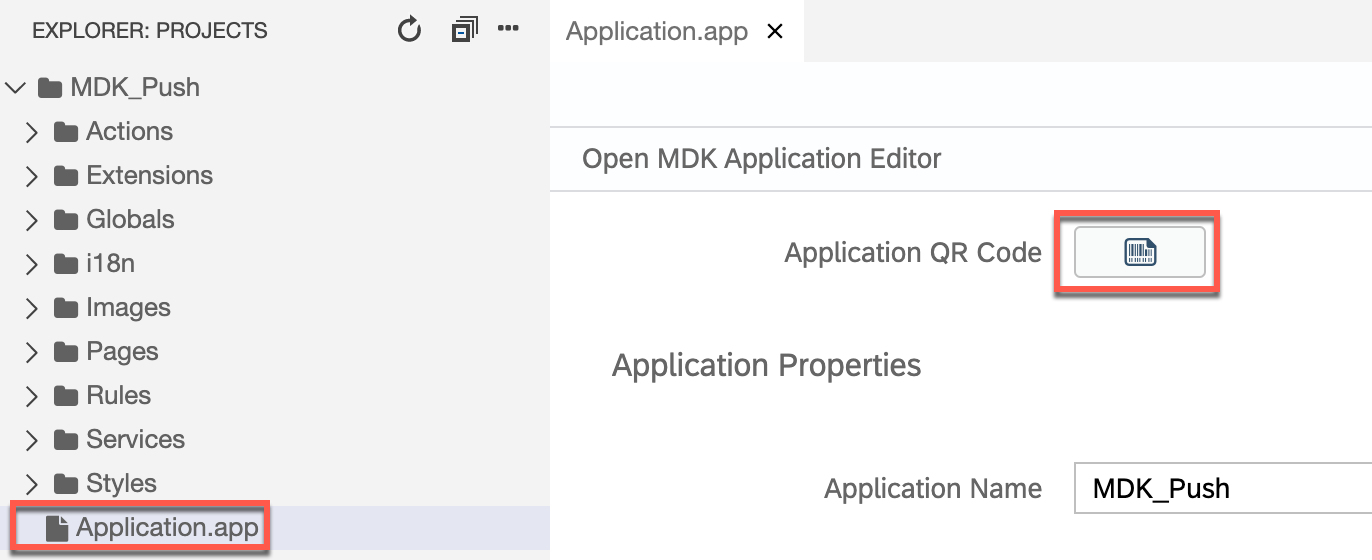 EXPLORER: PROJECTS
MDK_Push
Actions
Extensions
Globals
i18n
Images
Pages
Rules
Services
Styles
Application.app
Application.app
Open MDK Application Editor
Application QR Code
Application Properties
Application Name
MDK_Push